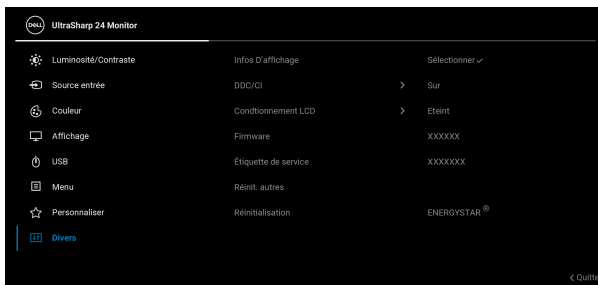 DELL UltraSharp 24 Monitor
Luminosité/Contraste Infos D'affichage Sélectionner ✓
Source entrée DDC/CI > Sur
Couleur Condtionnement LCD > Eteint
Affichage Firmware XXXXXX
USB Étiquette de service XXXXXXX
Menu Réinit. autres
Personnaliser Réinitialisation ENERGYSTAR ®
Divers
< Quitte